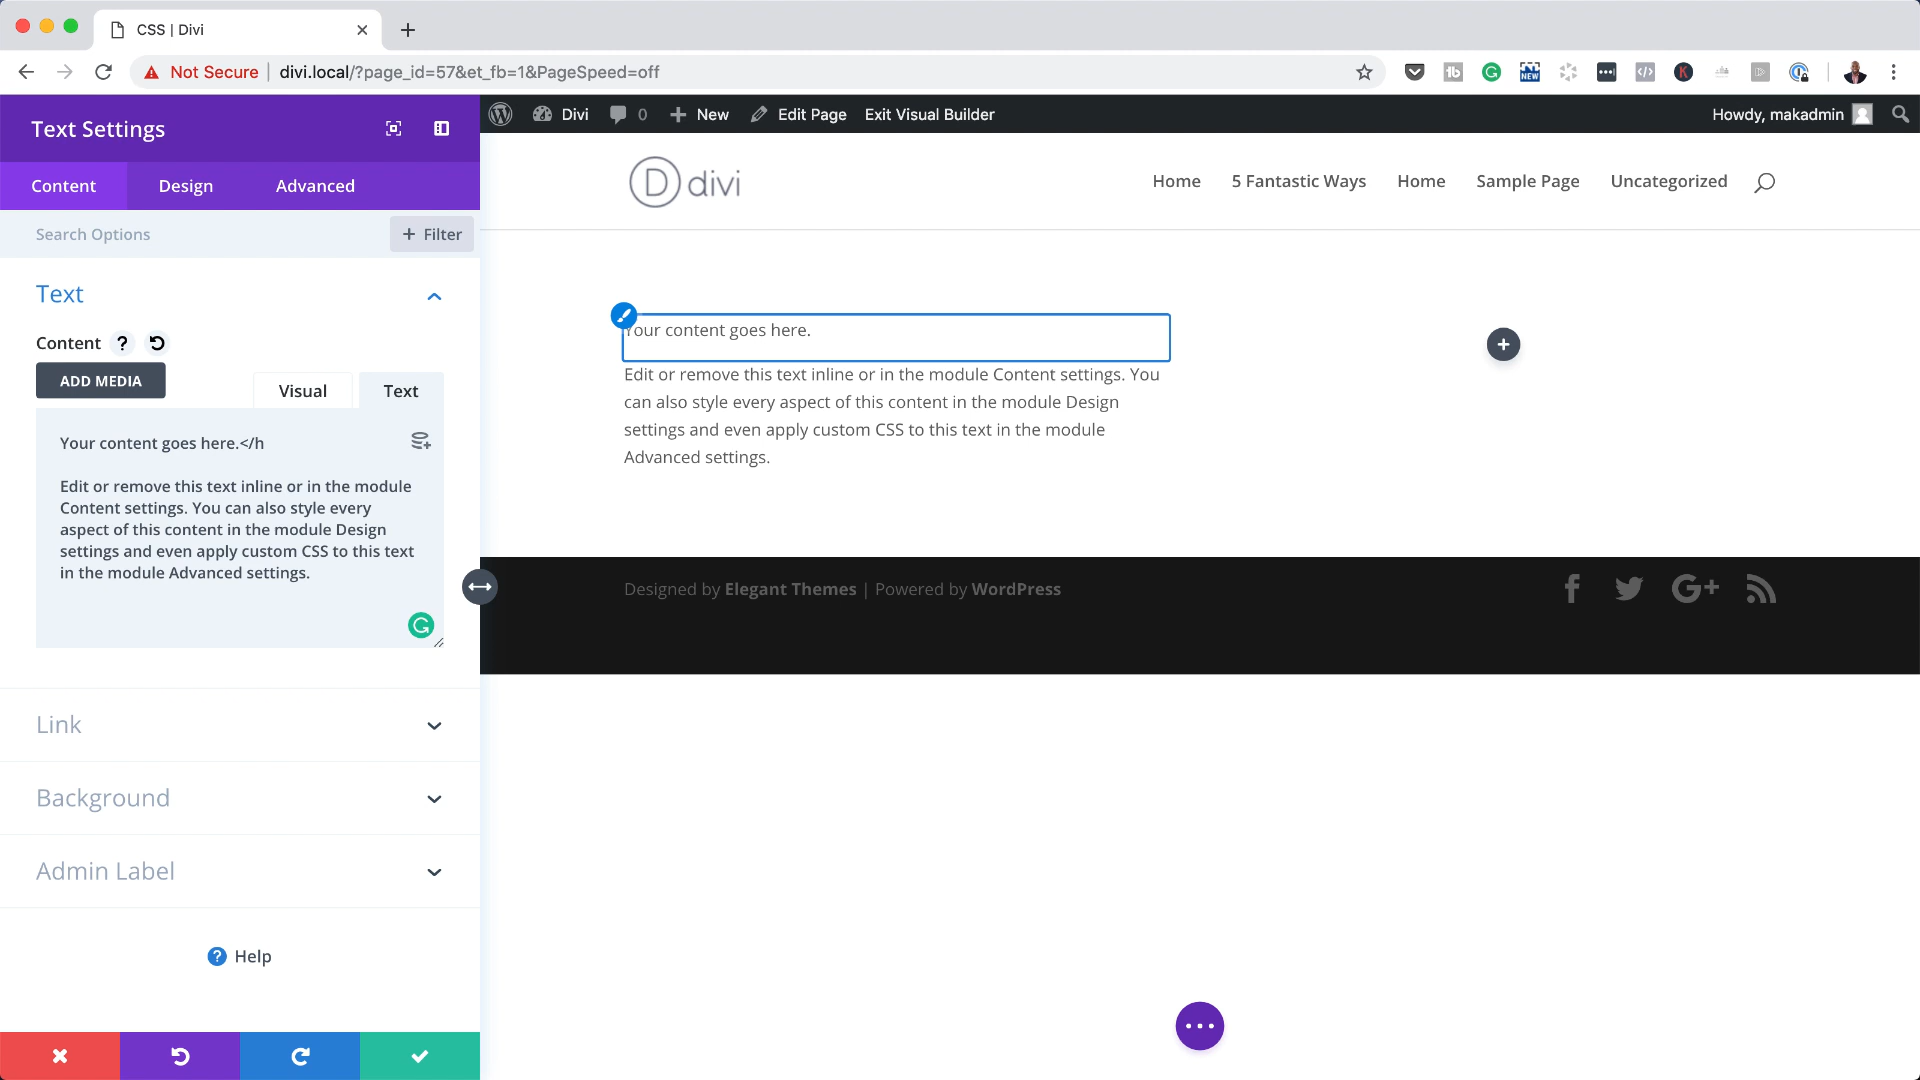 CSS | Divi
Not Secure | divi.local/?page_id=57&et_fb=1&PageSpeed=off
Text Settings
Divi
0
New
Edit Page
Exit Visual Builder
Howdy, makadmin
Content
Design
Advanced
D divi
Home
5 Fantastic Ways
Home
Sample Page
Uncategorized
Search Options
+ Filter
Text
Content ?
ADD MEDIA
Visual
Text
Your content goes here.</h
Edit or remove this text inline or in the module
Content settings. You can also style every
aspect of this content in the module Design
settings and even apply custom CSS to this text
in the module Advanced settings.
Link
Background
Admin Label
? Help
Your content goes here.
Edit or remove this text inline or in the module Content settings. You
can also style every aspect of this content in the module Design
settings and even apply custom CSS to this text in the module
Advanced settings.
Designed by Elegant Themes | Powered by WordPress